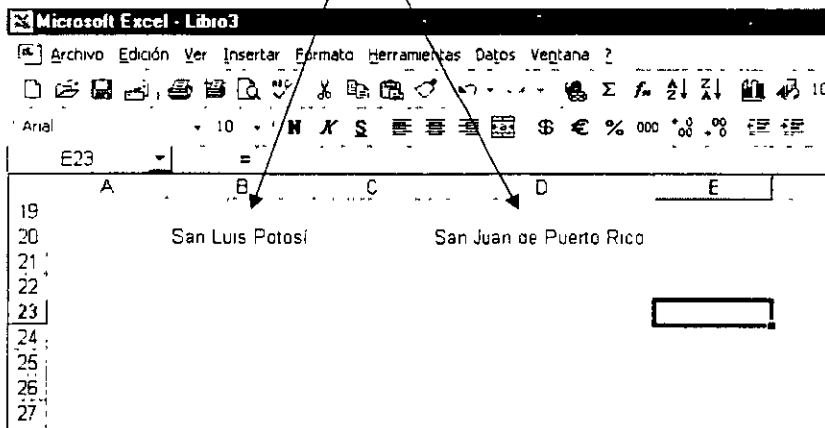 Microsoft Excel - Libro3
Archivo Edición Ver Insertar Formato Herramientas Datos Ventana ?
Arial 10 N K S $ € % 000
E23 =
A B C D E
19
20 San Luis Potosí San Juan de Puerto Rico
21
22
23
24
25
26
27